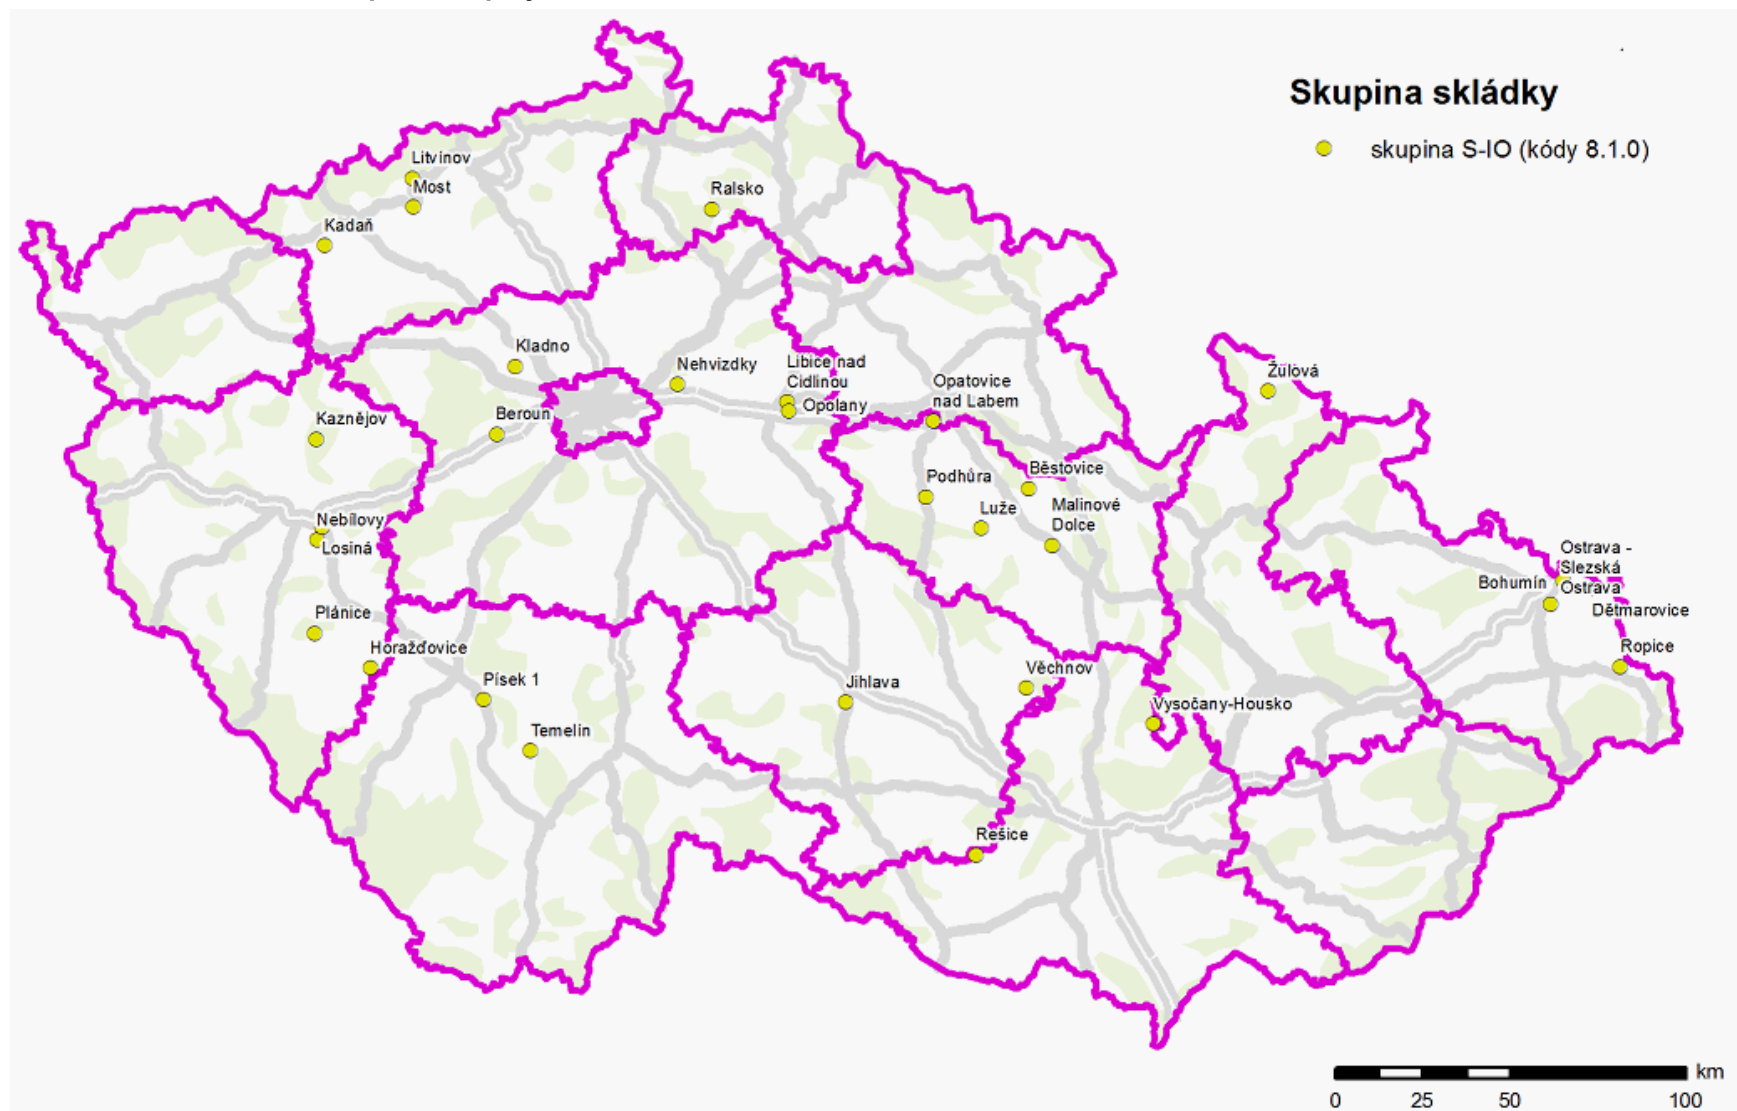 Skupina skládky
skupina S-IO (kódy 8.1.0)
Litvínov
Most
Ralsko
Kadaň
Kladno
Nehvizdky
Libice nad
Cidlinou
Opolany
Opatovice
nad Labem
Žulová
Kaznějov
Beroun
Podhůra
Běstovice
Luže
Malinové
Dolce
Nebílovy
Losiná
Ostrava -
Slezská
Ostrava
Bohumín
Dětmarovice
Plánice
Horažďovice
Ropice
Písek 1
Jihlava
Věchnov
Vysočany-Housko
Temelín
Rešice
km
0 25 50 100